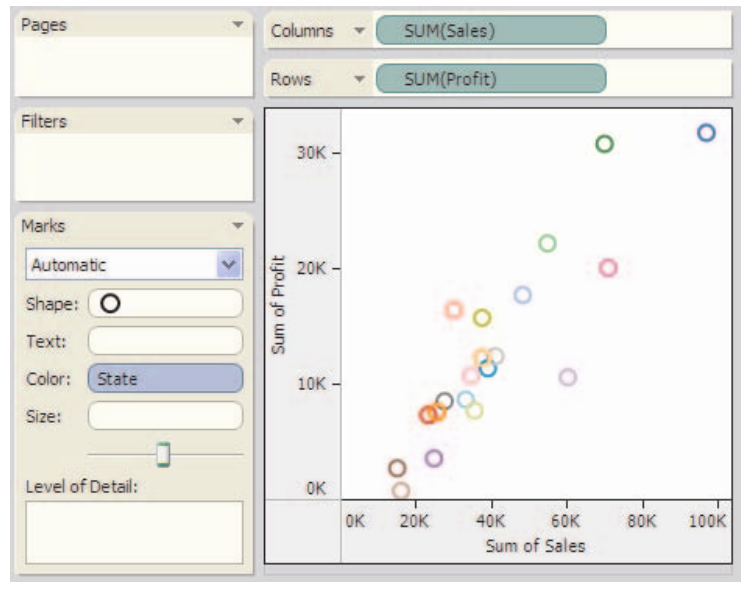 Pages
Columns SUM(Sales)
Rows SUM(Profit)
Filters
Marks
Automatic
Shape:
Text:
Color: State
Size:
Level of Detail:
Sum of Profit
30K
20K
10K
0K
0K 20K 40K 60K 80K 100K
Sum of Sales